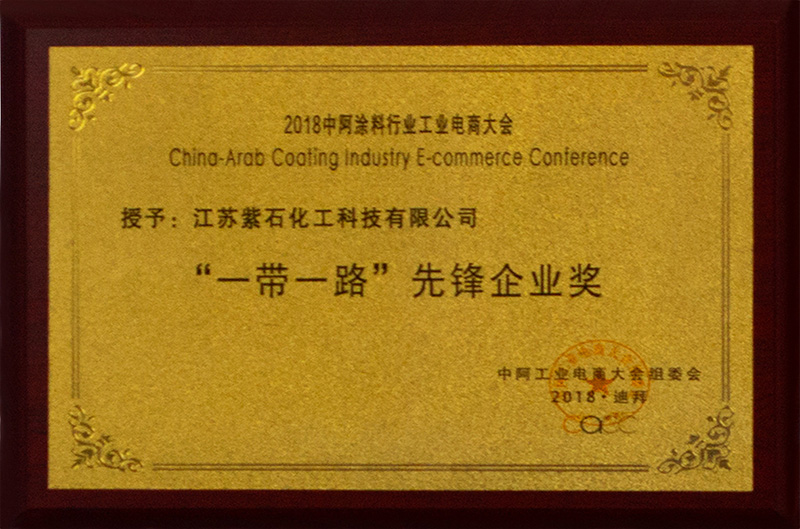 2018中阿涂料行业工业电商大会
China-Arab Coating Industry E-commerce Conference
授予：江苏紫石化工科技有限公司
“一带一路”先锋企业奖
中阿工业电商大会组委会
2018·迪拜
cacc